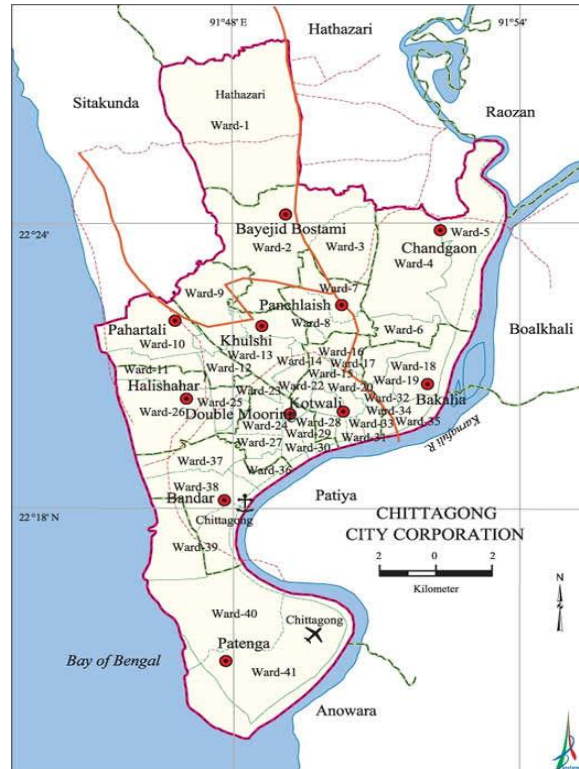 91°48' E
91°54'
Hathazari
Sitakunda
Hathazari
Ward-1
Raozan
22°24'
Bayejid Bostami
Ward-2
Ward-3
Chandgaon
Ward-5
Ward-4
Ward-9
Ward-7
Panchlaish
Ward-8
Ward-6
Boalkhali
Pahartali
Ward-10
Khulshi
Ward-13
Ward-14
Ward-16
Ward-17
Ward-15
Ward-18
Ward-11
Ward-12
Halishahar
Ward-26
Ward-25
Ward-23
Ward-22
Ward-20
Ward-19
Bakalia
Double Mooring
Kotwali
Ward-32
Ward-34
Ward-24
Ward-28
Ward-33
Ward-35
Ward-27
Ward-29
Ward-30
Ward-31
Karnafuli R.
Ward-37
Ward-36
Ward-38
Bandar
Chittagong
Patiya
22°18' N
CHITTAGONG
CITY CORPORATION
2 0 2
Kilometer
N
Ward-39
Ward-40
Chittagong
Patenga
Bay of Bengal
Ward-41
Anowara